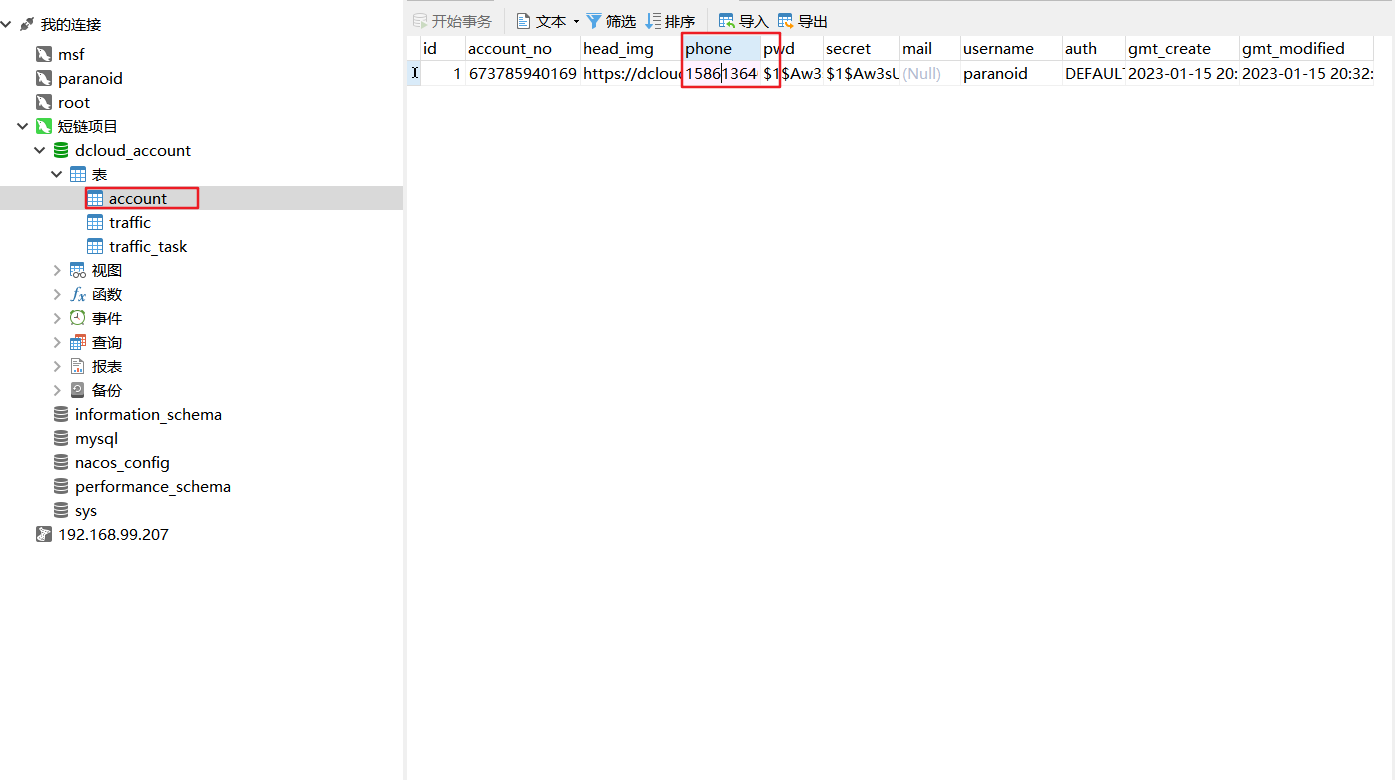 我的连接
msf
paranoid
root
短链项目
dcloud_account
表
account
traffic
traffic_task
视图
函数
事件
查询
报表
备份
information_schema
mysql
nacos_config
performance_schema
sys
192.168.99.207
开始事务 文本 筛选 排序 导入 导出
id account_no head_img phone pwd secret mail username auth gmt_create gmt_modified
1 673785940169 https://dcloud 15861364 $1$Aw3 $1$Aw3sU (Null) paranoid DEFAULT 2023-01-15 20: 2023-01-15 20:32: